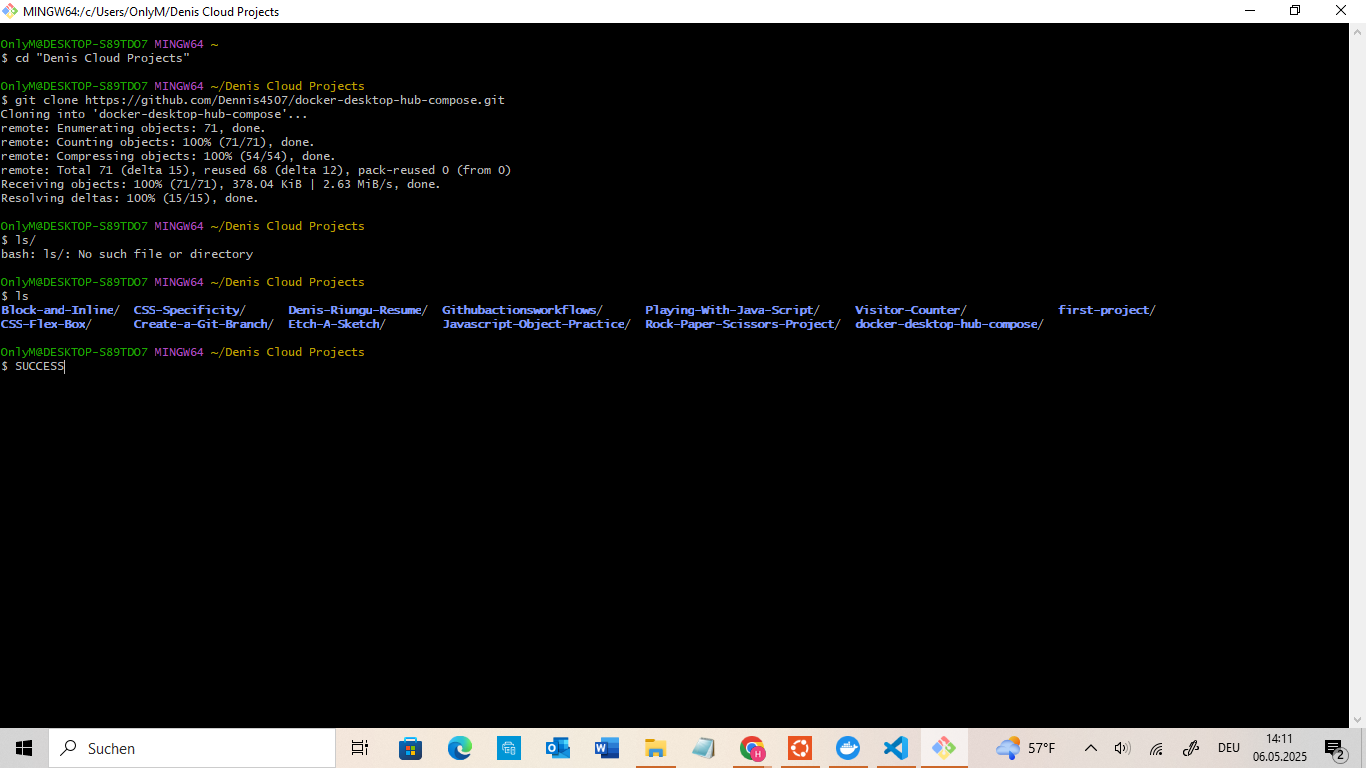 MINGW64:/c/Users/OnlyM/Denis Cloud Projects
OnlyM@DESKTOP-S89TDO7 MINGW64 ~
$ cd "Denis Cloud Projects"
OnlyM@DESKTOP-S89TDO7 MINGW64 ~/Denis Cloud Projects
$ git clone https://github.com/Dennis4507/docker-desktop-hub-compose.git
Cloning into 'docker-desktop-hub-compose'...
remote: Enumerating objects: 71, done.
remote: Counting objects: 100% (71/71), done.
remote: Compressing objects: 100% (54/54), done.
remote: Total 71 (delta 15), reused 68 (delta 12), pack-reused 0 (from 0)
Receiving objects: 100% (71/71), 378.04 KiB | 2.63 MiB/s, done.
Resolving deltas: 100% (15/15), done.
OnlyM@DESKTOP-S89TDO7 MINGW64 ~/Denis Cloud Projects
$ ls/
bash: ls/: No such file or directory
OnlyM@DESKTOP-S89TDO7 MINGW64 ~/Denis Cloud Projects
$ ls
Block-and-Inline/ CSS-Specificity/ Denis-Riungu-Resume/ Githubactionsworkflows/ Playing-With-Java-Script/ Visitor-Counter/ first-project/
CSS-Flex-Box/ Create-a-Git-Branch/ Etch-A-Sketch/ Javascript-Object-Practice/ Rock-Paper-Scissors-Project/ docker-desktop-hub-compose/
OnlyM@DESKTOP-S89TDO7 MINGW64 ~/Denis Cloud Projects
$ SUCCESS
Suchen
57°F
DEU
14:11
06.05.2025
2